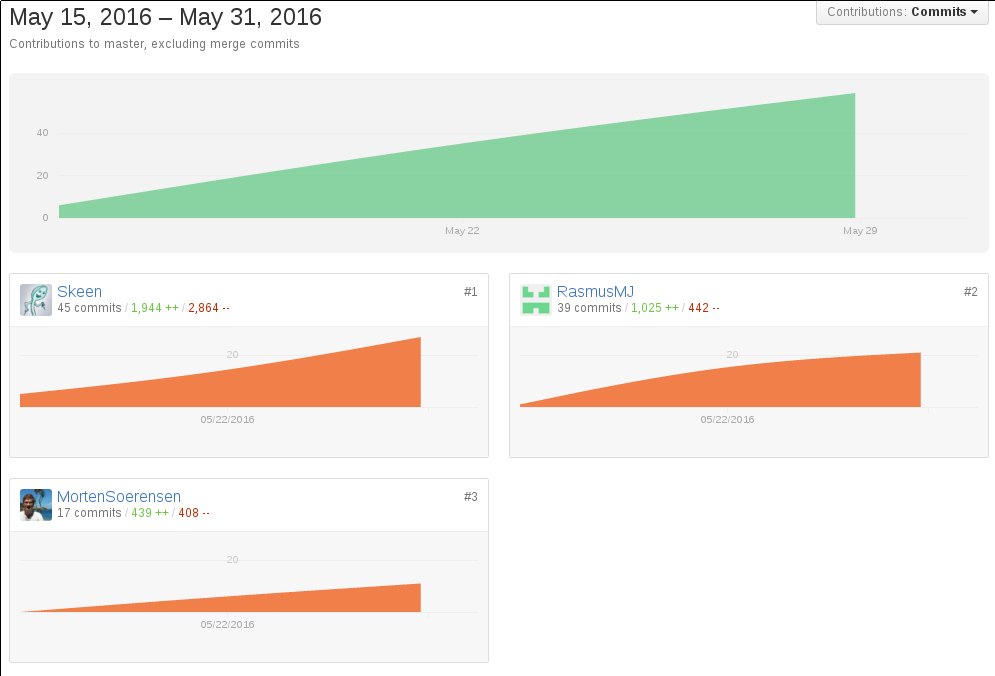 May 15, 2016 – May 31, 2016
Contributions: Commits
Contributions to master, excluding merge commits
40
20
0
May 22
May 29
Skeen
#1
45 commits / 1,944 ++ / 2,864 --
20
05/22/2016
RasmusMJ
#2
39 commits / 1,025 ++ / 442 --
20
05/22/2016
MortenSoerensen
#3
17 commits / 439 ++ / 408 --
20
05/22/2016